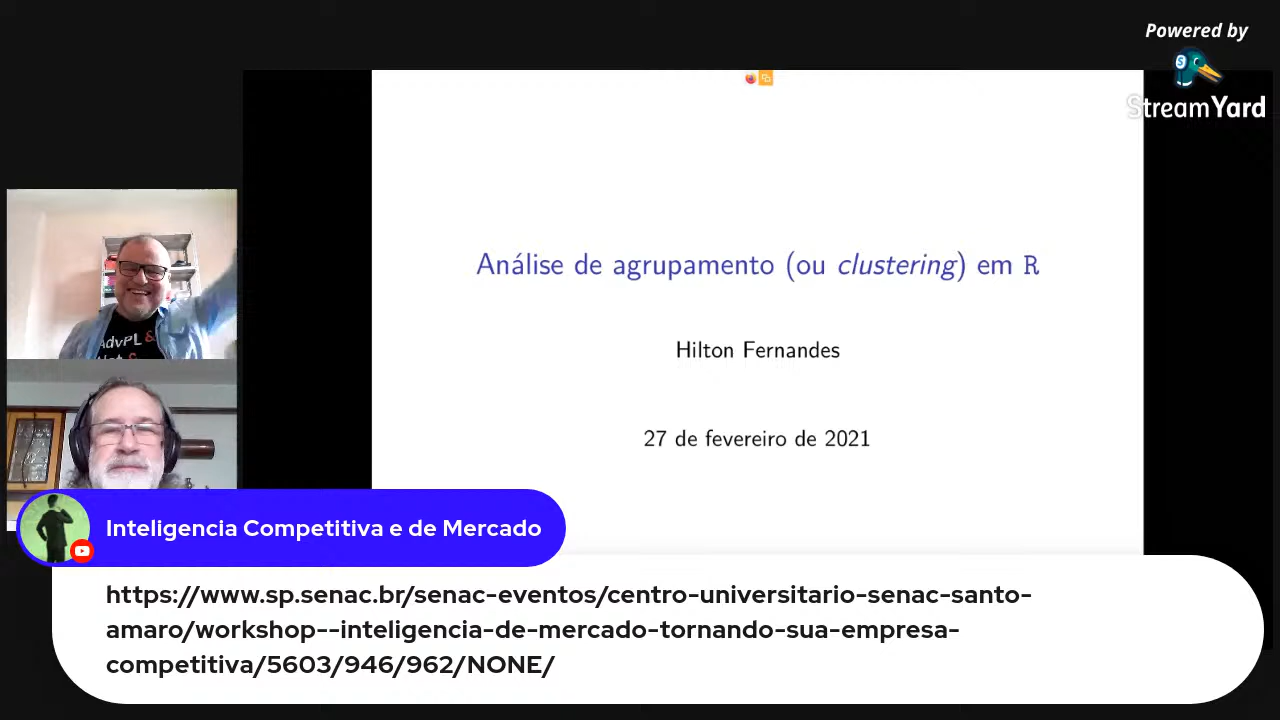 Powered by
StreamYard
Análise de agrupamento (ou clustering) em R
Hilton Fernandes
27 de fevereiro de 2021
AdvPL &
Inteligencia Competitiva e de Mercado
https://www.sp.senac.br/senac-eventos/centro-universitario-senac-santo-
amaro/workshop--inteligencia-de-mercado-tornando-sua-empresa-
competitiva/5603/946/962/NONE/